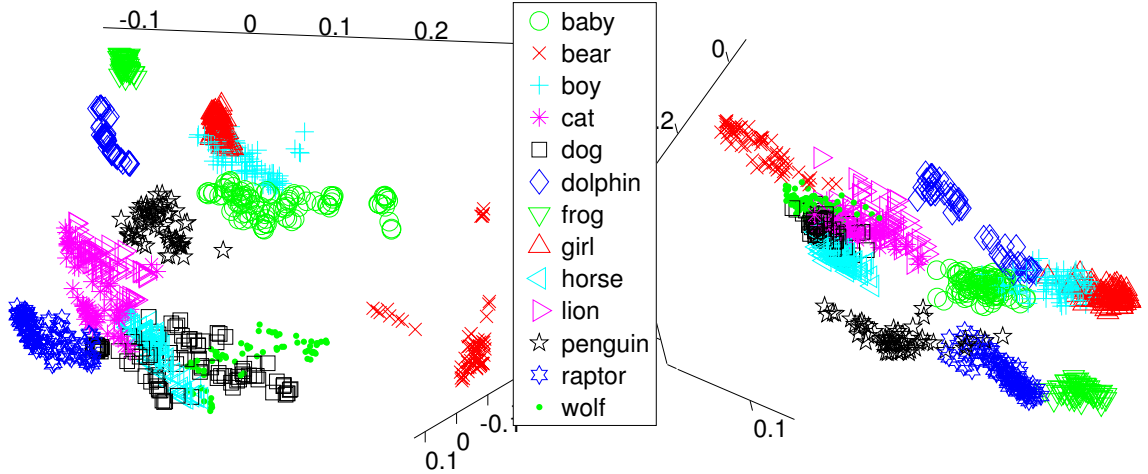 -0.1 0 0.1 0.2
baby
bear
boy
cat
dog
dolphin
frog
girl
horse
lion
penguin
raptor
wolf
0.1 0 -0.1
0
.2
0.1